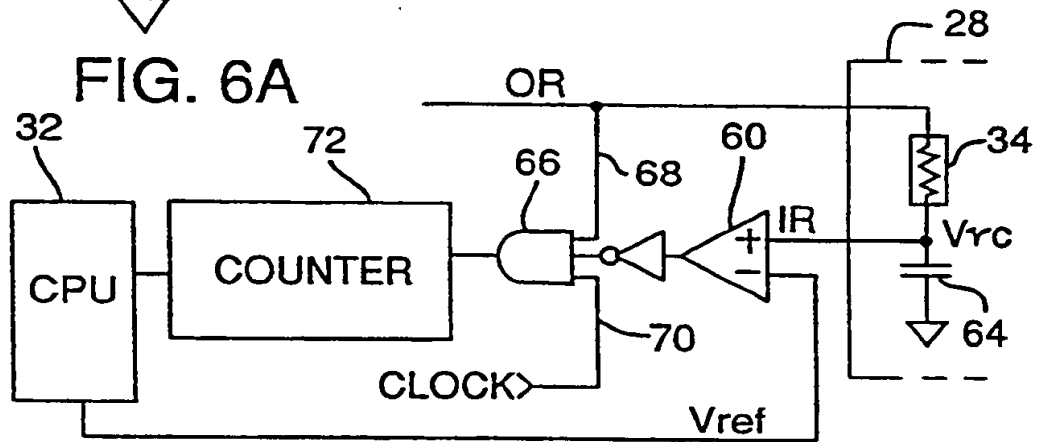 28
FIG. 6A
OR
32
72
66
68
60
34
IR
Vrc
CPU
COUNTER
+
−
70
64
CLOCK
Vref